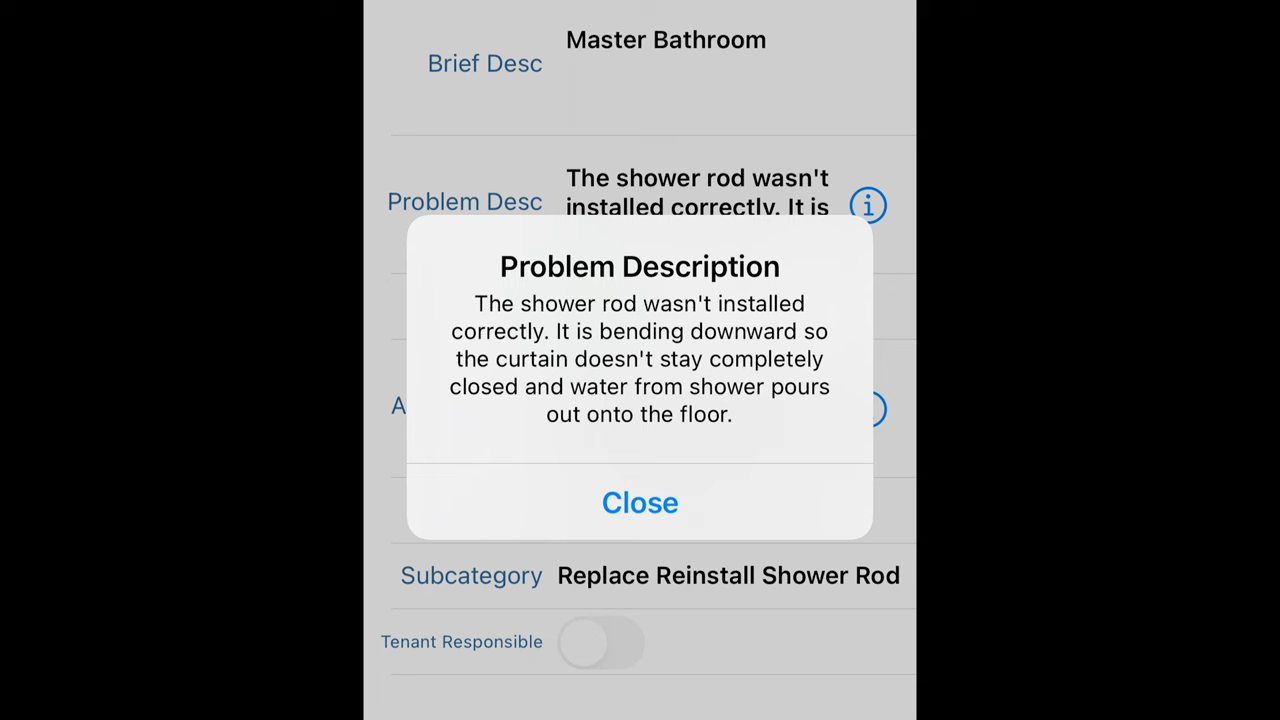 Master Bathroom
Brief Desc
The shower rod wasn't
Problem Desc
installed correctly. It is
Problem Description
The shower rod wasn't installed
correctly. It is bending downward so
the curtain doesn't stay completely
closed and water from shower pours
out onto the floor.
A
Close
Subcategory
Replace Reinstall Shower Rod
Tenant Responsible